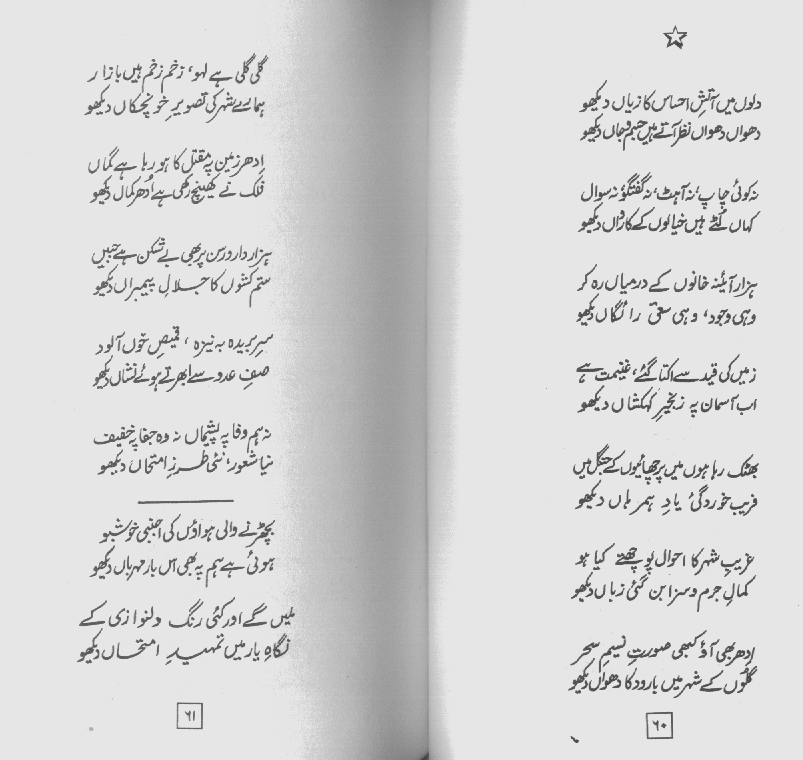 دلوں میں آتشِ احساس کا زیاں دیکھو
دھواں دھواں نظر آتے ہیں جسم و جاں دیکھو
نہ کوئی چاپ، نہ آہٹ، نہ گفتگو، نہ سوال
کہاں لُٹے ہیں خیالوں کے کارواں دیکھو
ہزار آئینہ خانوں کے درمیاں رہ کر
وہی وجود، وہی سعیٔ رائگاں دیکھو
زمیں کی قید سے اکتا گئے، غنیمت ہے
اب آسمان پہ زنجیرِ کہکشاں دیکھو
بھٹک رہا ہوں میں پرچھائیوں کے جنگل میں
فریب خوردگیٔ یادِ ہمرہاں دیکھو
غریبِ شہر کا احوال پوچھتے کیا ہو
کمالِ جرم و سزا بن گئی زباں دیکھو
اِدھر بھی آؤ کبھی صورتِ نسیمِ سحر
گلوں کے شہر میں بارود کا دھواں دیکھو
۶۰
گلی گلی ہے لہو، زخم زخم ہیں بازار
ہمارے شہر کی تصویرِ خونچکاں دیکھو
اِدھر زمین پہ مقتل کا ہو رہا ہے گماں
فلک نے کھینچ رکھی ہے اُدھر کماں دیکھو
ہزار دار و رسن پر بھی بے شکن ہے جبیں
ستم کشوں کا جلالِ پیمبراں دیکھو
سرِ بریدہ بہ نیزہ، قمیصِ خوں آلود
صفِ عدو سے ابھرتے ہوئے نشاں دیکھو
نہ ہم وفا پہ پشیماں نہ وہ جفا پہ خفیف
نیا شعور، نئی طرزِ امتحاں دیکھو
بچھڑنے والی ہواؤں کی اجنبی خوشبو
ہوئی ہے ہم پہ بھی اس بار مہرباں دیکھو
ملیں گے اور کئی رنگ دلنوازی کے
نگاہِ یار میں تمہیدِ امتحاں دیکھو
۶۱